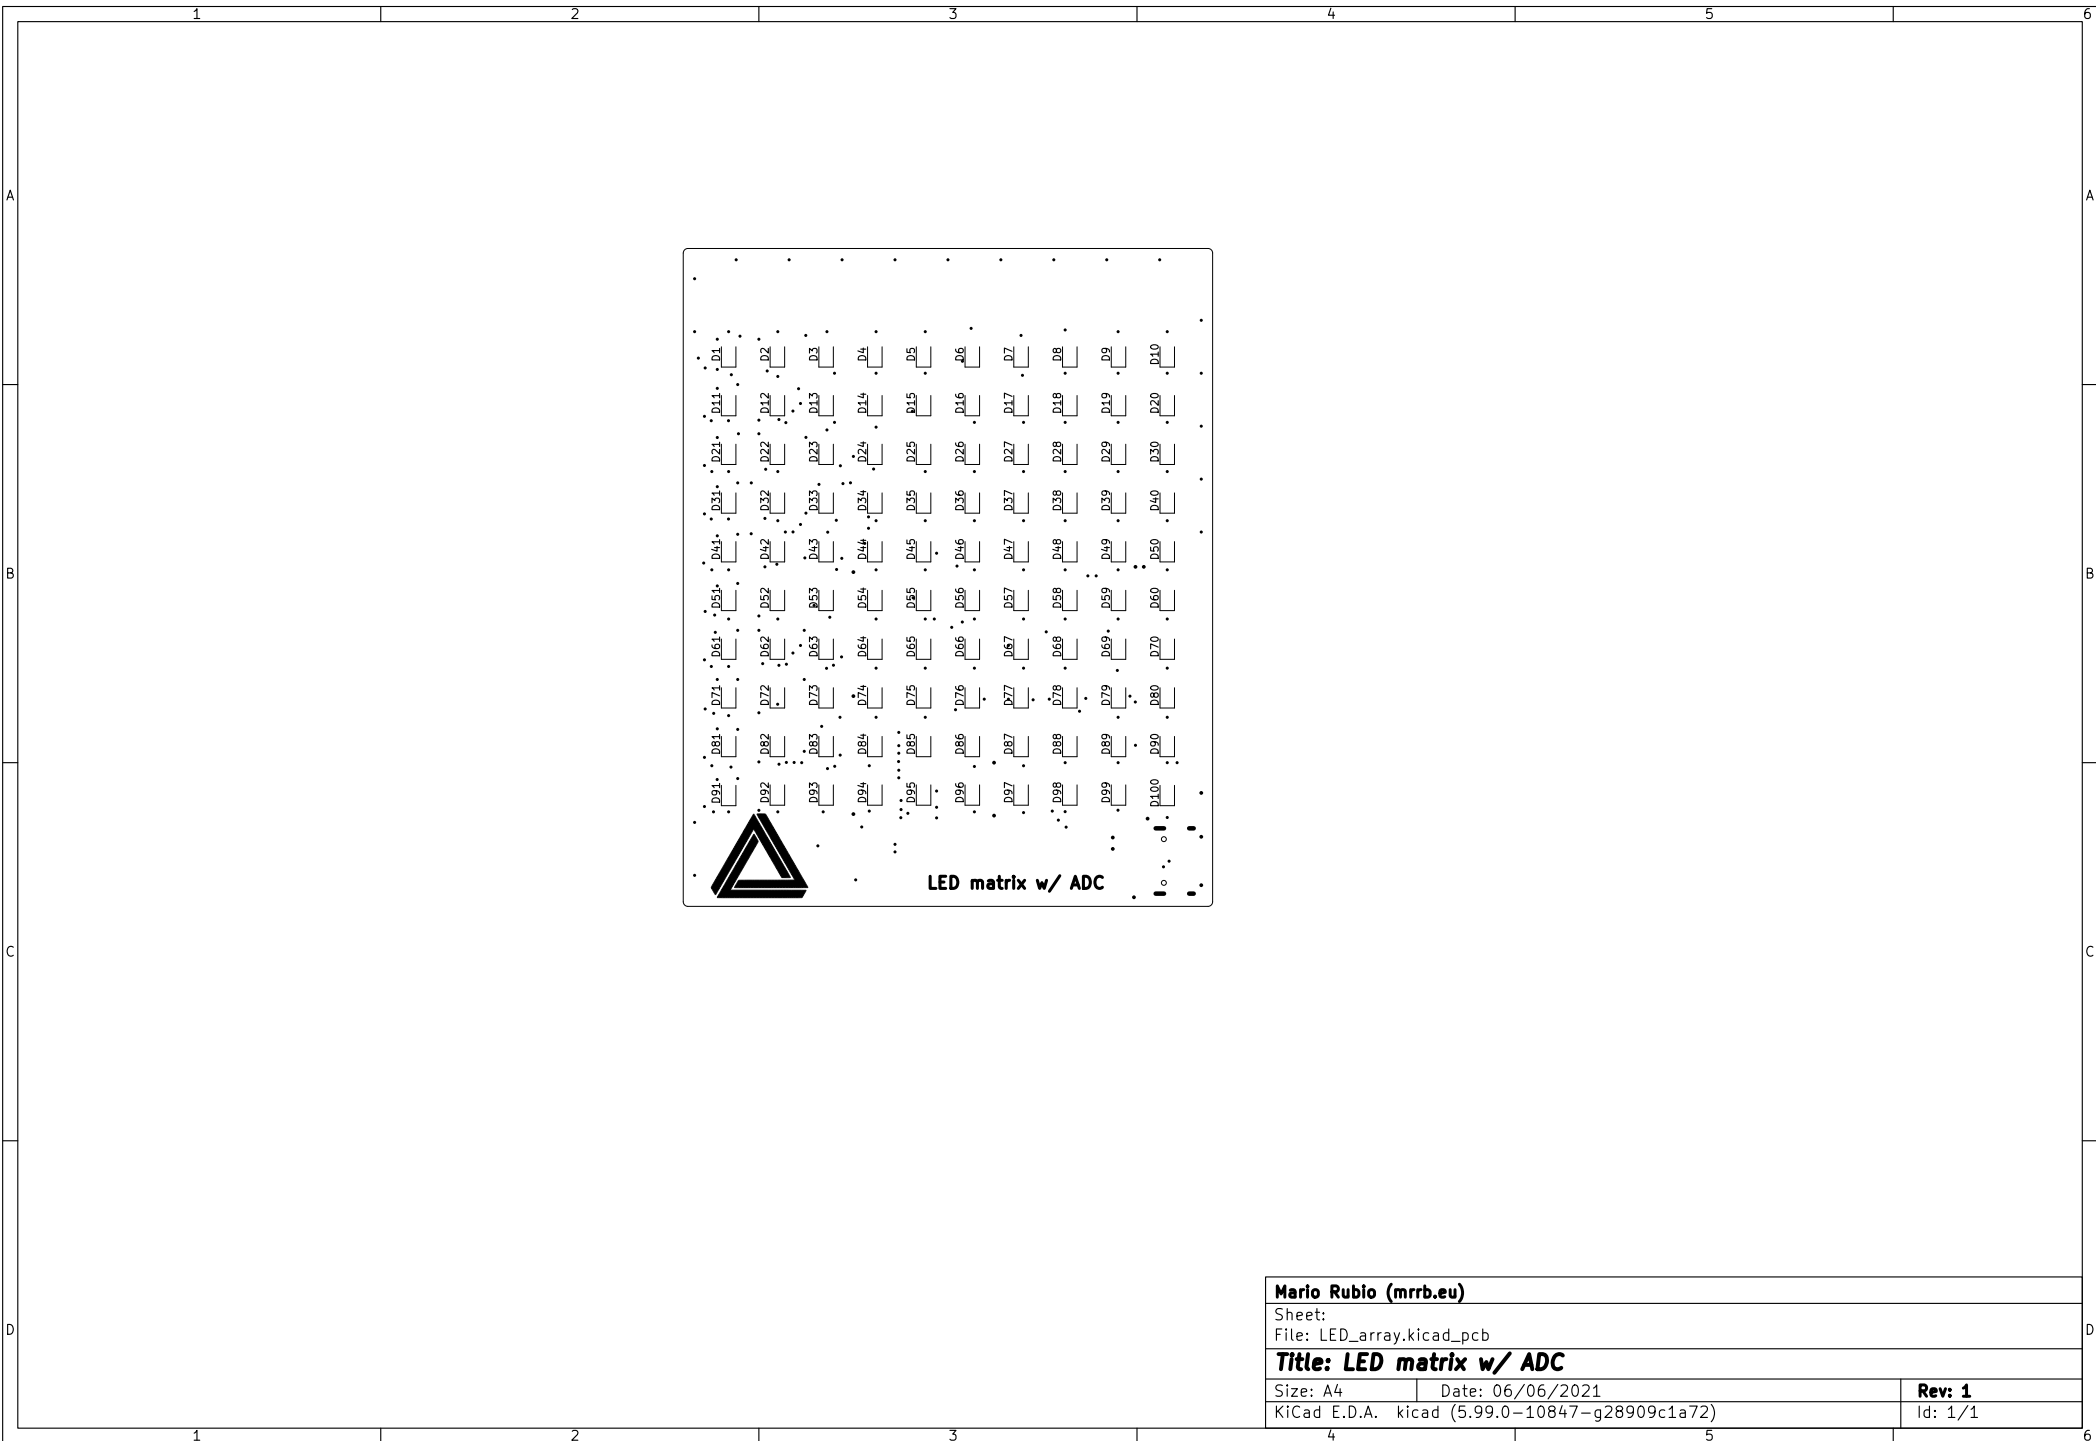 1 2 3 4 5 6
A A
D1 D2 D3 D4 D5 D6 D7 D8 D9 D10
D11 D12 D13 D14 D15 D16 D17 D18 D19 D20
D21 D22 D23 D24 D25 D26 D27 D28 D29 D30
D31 D32 D33 D34 D35 D36 D37 D38 D39 D40
D41 D42 D43 D44 D45 D46 D47 D48 D49 D50
B B
D51 D52 D53 D54 D55 D56 D57 D58 D59 D60
D61 D62 D63 D64 D65 D66 D67 D68 D69 D70
D71 D72 D73 D74 D75 D76 D77 D78 D79 D80
D81 D82 D83 D84 D85 D86 D87 D88 D89 D90
D91 D92 D93 D94 D95 D96 D97 D98 D99 D100
LED matrix w/ ADC
C C
Mario Rubio (mrrb.eu)
Sheet:
File: LED_array.kicad_pcb
D D
Title: LED matrix w/ ADC
Size: A4 Date: 06/06/2021 Rev: 1
KiCad E.D.A. kicad (5.99.0-10847-g28909c1a72) Id: 1/1
1 2 3 4 5 6